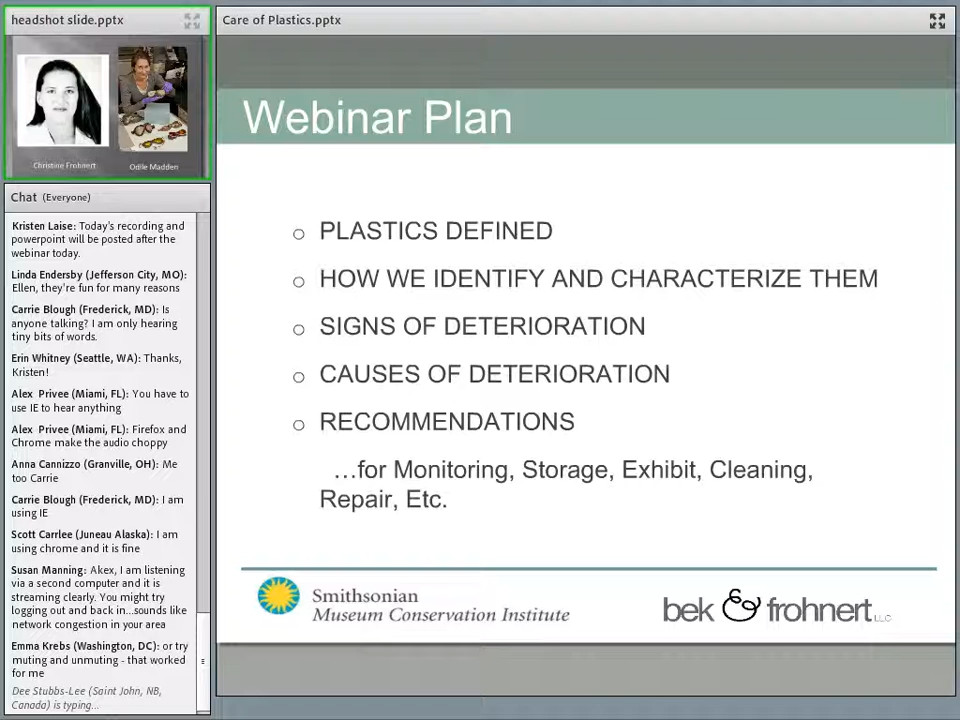 headshot slide.pptx
Christine Frohnert
Odile Madden
Chat (Everyone)
Kristen Laise: Today's recording and
powerpoint will be posted after the
webinar today.
Linda Endersby (Jefferson City, MO):
Ellen, they're fun for many reasons
Carrie Blough (Frederick, MD): Is
anyone talking? I am only hearing
tiny bits of words.
Erin Whitney (Seattle, WA): Thanks,
Kristen!
Alex Privee (Miami, FL): You have to
use IE to hear anything
Alex Privee (Miami, FL): Firefox and
Chrome make the audio choppy
Anna Cannizzo (Granville, OH): Me
too Carrie
Carrie Blough (Frederick, MD): I am
using IE
Scott Carrlee (Juneau Alaska): I am
using chrome and it is fine
Susan Manning: Akex, I am listening
via a second computer and it is
streaming clearly. You might try
logging out and back in...sounds like
network congestion in your area
Emma Krebs (Washington, DC): or try
muting and unmuting - that worked
for me
Dee Stubbs-Lee (Saint John, NB,
Canada) is typing...
Care of Plastics.pptx
Webinar Plan
PLASTICS DEFINED
HOW WE IDENTIFY AND CHARACTERIZE THEM
SIGNS OF DETERIORATION
CAUSES OF DETERIORATION
RECOMMENDATIONS
…for Monitoring, Storage, Exhibit, Cleaning,
Repair, Etc.
Smithsonian
Museum Conservation Institute
bek & frohnert LLC